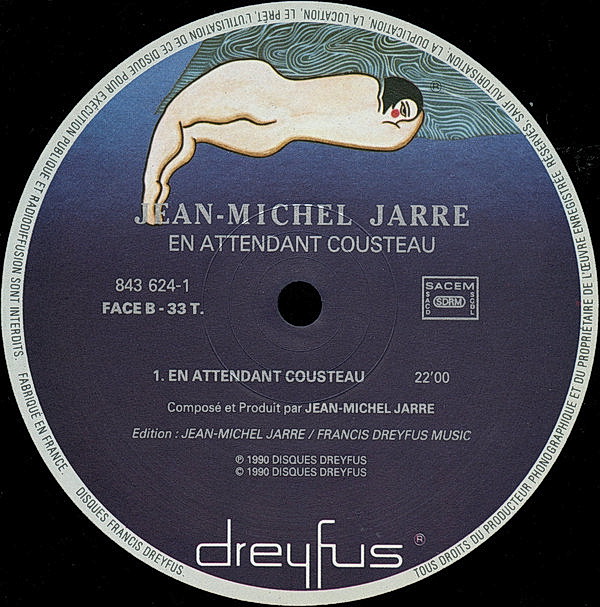 TOUS DROITS DU PRODUCTEUR PHONOGRAPHIQUE ET DU PROPRIÉTAIRE DE L'ŒUVRE ENREGISTRÉE RÉSERVÉS. SAUF AUTORISATION, LA DUPLICATION, LA LOCATION, LE PRÊT, L'UTILISATION DE CE DISQUE POUR EXÉCUTION PUBLIQUE ET RADIODIFFUSION SONT INTERDITS. FABRIQUÉ EN FRANCE. DISQUES FRANCIS DREYFUS.
®
JEAN-MICHEL JARRE
EN ATTENDANT COUSTEAU
843 624-1
FACE B - 33 T.
SACEM
SACD
SDRM
SCDL
1. EN ATTENDANT COUSTEAU 22'00
Composé et Produit par JEAN-MICHEL JARRE
Edition : JEAN-MICHEL JARRE / FRANCIS DREYFUS MUSIC
℗ 1990 DISQUES DREYFUS
© 1990 DISQUES DREYFUS
dreyfus ®